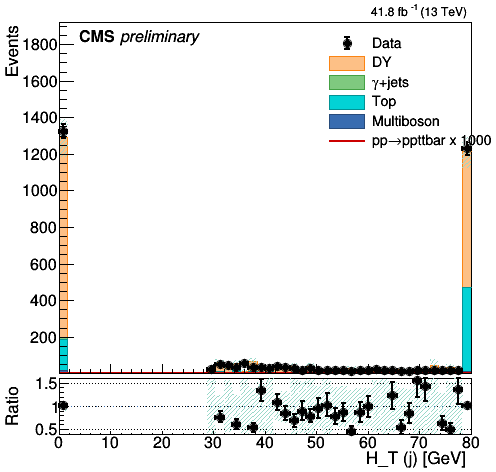 41.8 fb⁻¹ (13 TeV)
CMS preliminary
Events
1800
1600
1400
1200
1000
800
600
400
200
Data
DY
γ+jets
Top
Multiboson
pp→ppttbar x 1000
Ratio
1.5
1
0.5
0 10 20 30 40 50 60 70 80
H_T (j) [GeV]